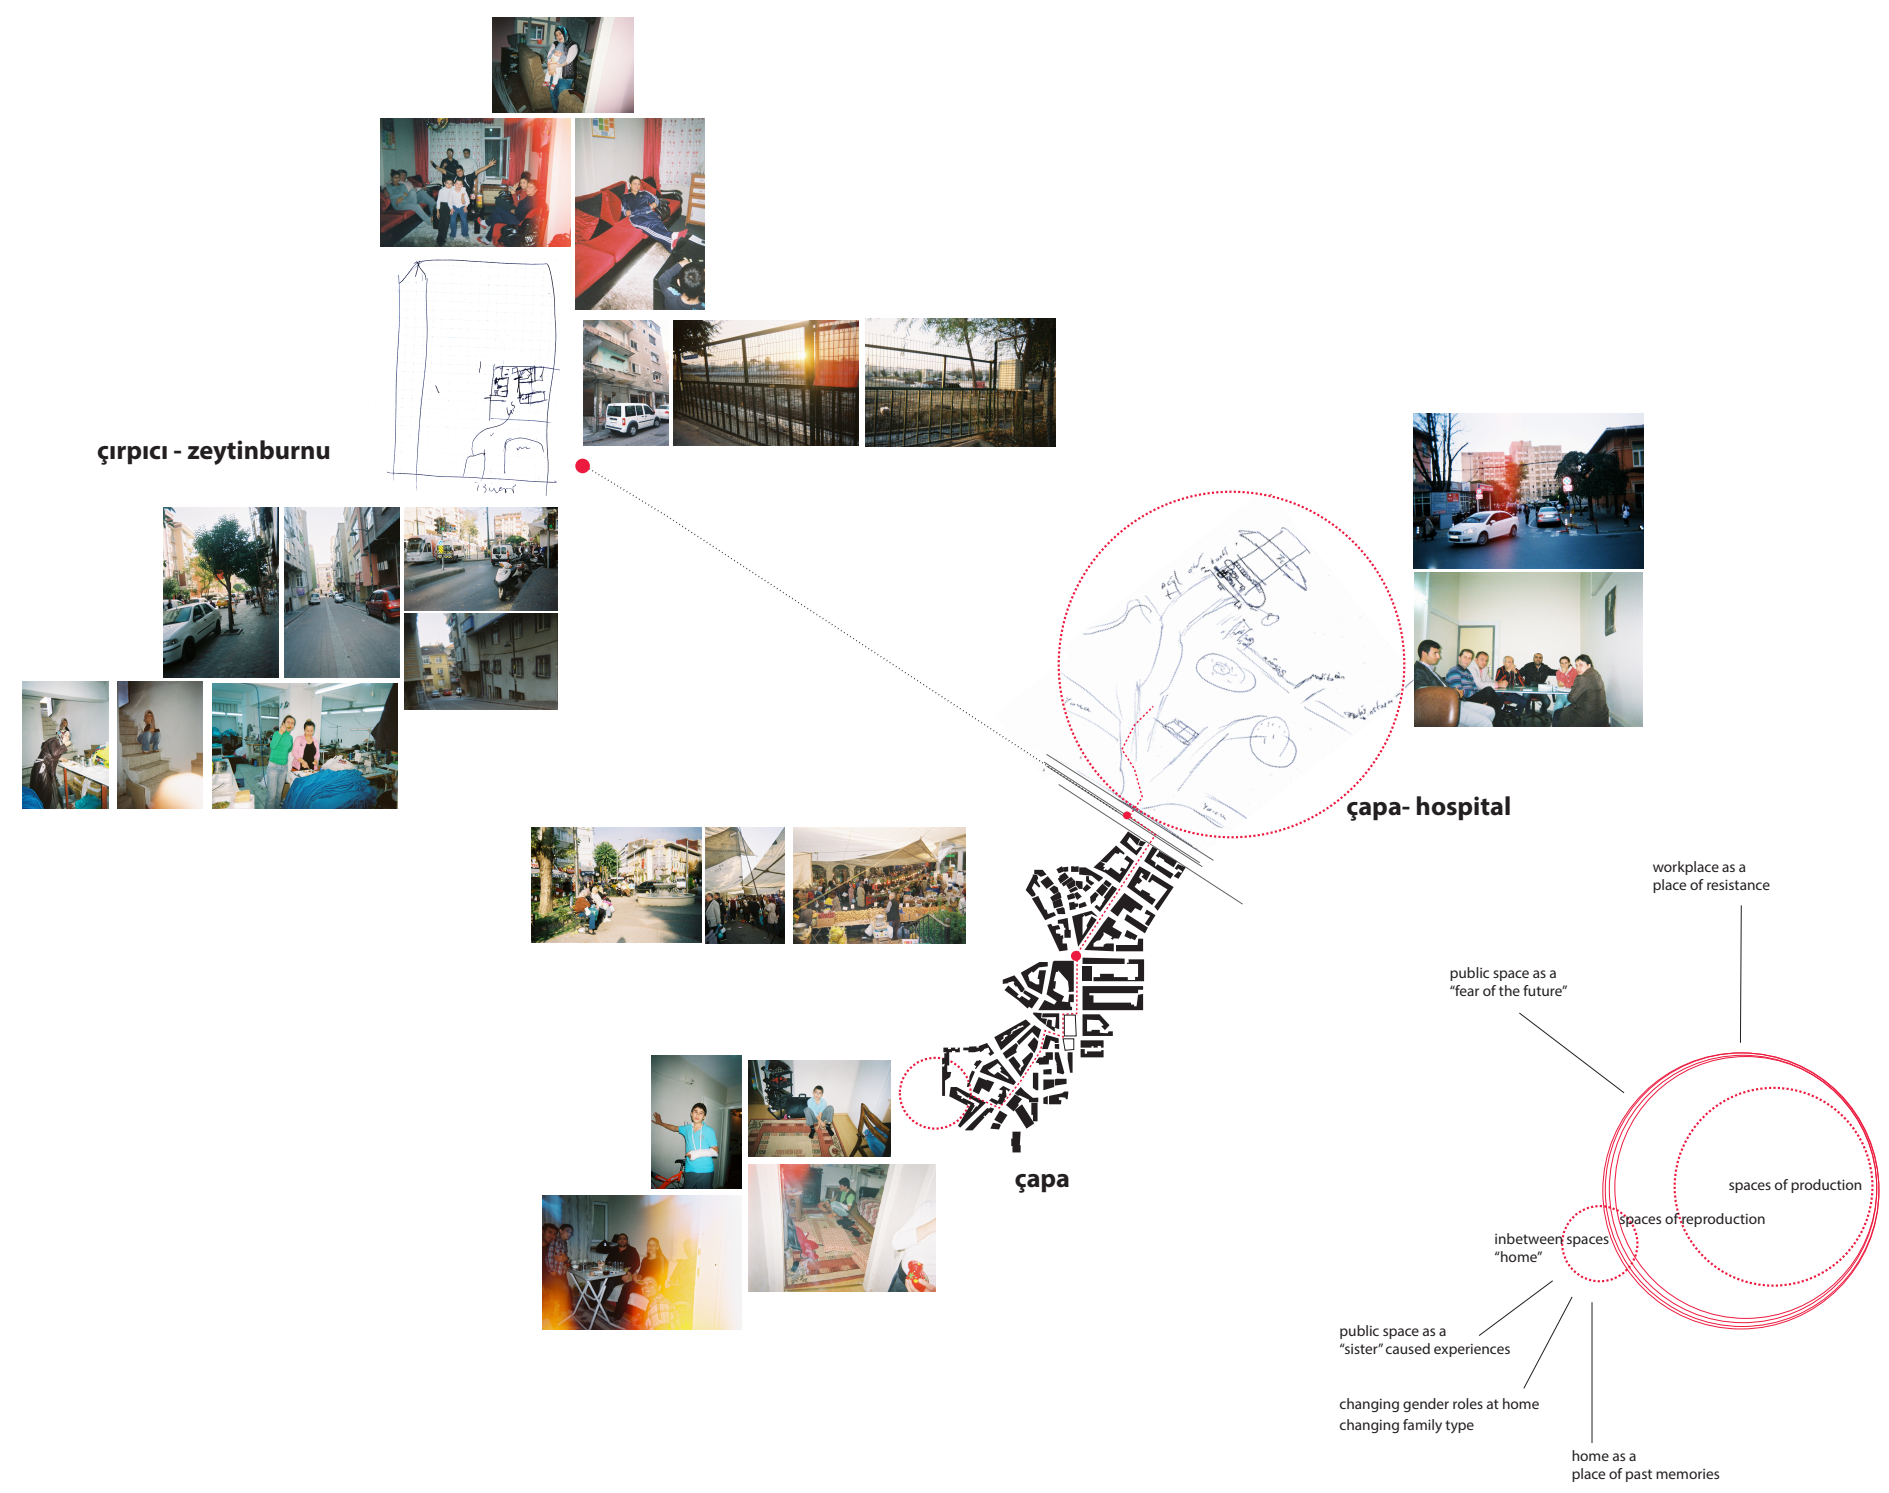 çırpıcı - zeytinburnu
çapa- hospital
çapa
workplace as a
place of resistance
public space as a
“fear of the future”
spaces of production
spaces of reproduction
inbetween spaces
“home”
public space as a
“sister” caused experiences
changing gender roles at home
changing family type
home as a
place of past memories